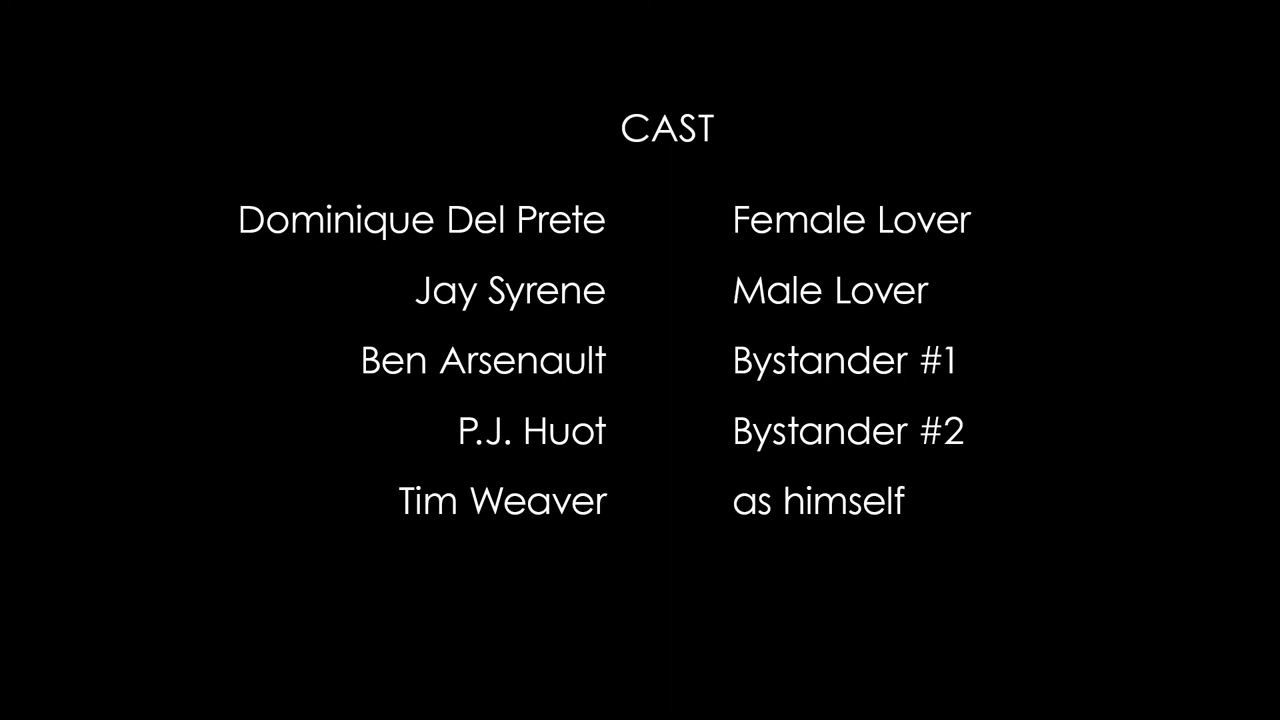 CAST
Dominique Del Prete Female Lover
Jay Syrene Male Lover
Ben Arsenault Bystander #1
P.J. Huot Bystander #2
Tim Weaver as himself